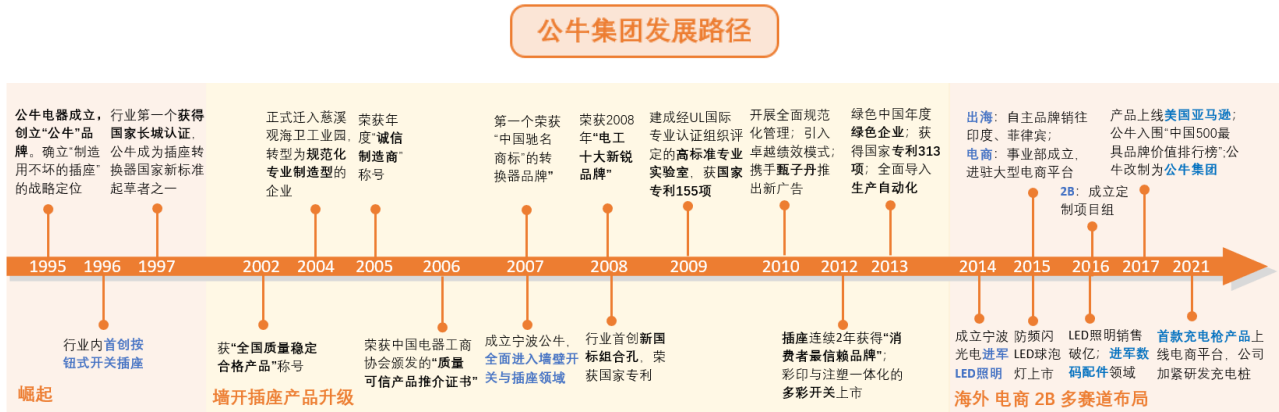 公牛集团发展路径
公牛电器成立，
创立“公牛”品
牌。确立“制造
用不坏的插座”
的战略定位
行业第一个获得
国家长城认证，
公牛成为插座转
换器国家新标准
起草者之一
正式迁入慈溪
观海卫工业园，
转型为规范化
专业制造型的
企业
荣获年
度“诚信
制造商”
称号
第一个荣获
“中国驰名
商标”的转
换器品牌”
荣获2008
年“电工
十大新锐
品牌”
建成经UL国际
专业认证组织评
定的高标准专业
实验室，获国家
专利155项
开展全面规范
化管理；引入
卓越绩效模式；
携手甄子丹推
出新广告
绿色中国年度
绿色企业；获
得国家专利313
项；全面导入
生产自动化
出海：自主品牌销往
印度、菲律宾；
电商：事业部成立，
进驻大型电商平台
2B：成立定
制项目组
产品上线美国亚马逊；
公牛入围“中国500最
具品牌价值排行榜”;公
牛改制为公牛集团
1995 1996 1997 2002 2004 2005 2006 2007 2008 2009 2010 2012 2013 2014 2015 2016 2017 2021
行业内首创按
钮式开关插座
获“全国质量稳定
合格产品”称号
荣获中国电器工商
协会颁发的“质量
可信产品推介证书”
成立宁波公牛，
全面进入墙壁开
关与插座领域
行业首创新国
标组合孔，荣
获国家专利
插座连续2年获得“消
费者最信赖品牌”；
彩印与注塑一体化的
多彩开关上市
成立宁波
光电进军
LED照明
防频闪
LED球泡
灯上市
LED照明销售
破亿；进军数
码配件领域
首款充电枪产品上
线电商平台，公司
加紧研发充电桩
崛起
墙开插座产品升级
海外 电商 2B 多赛道布局